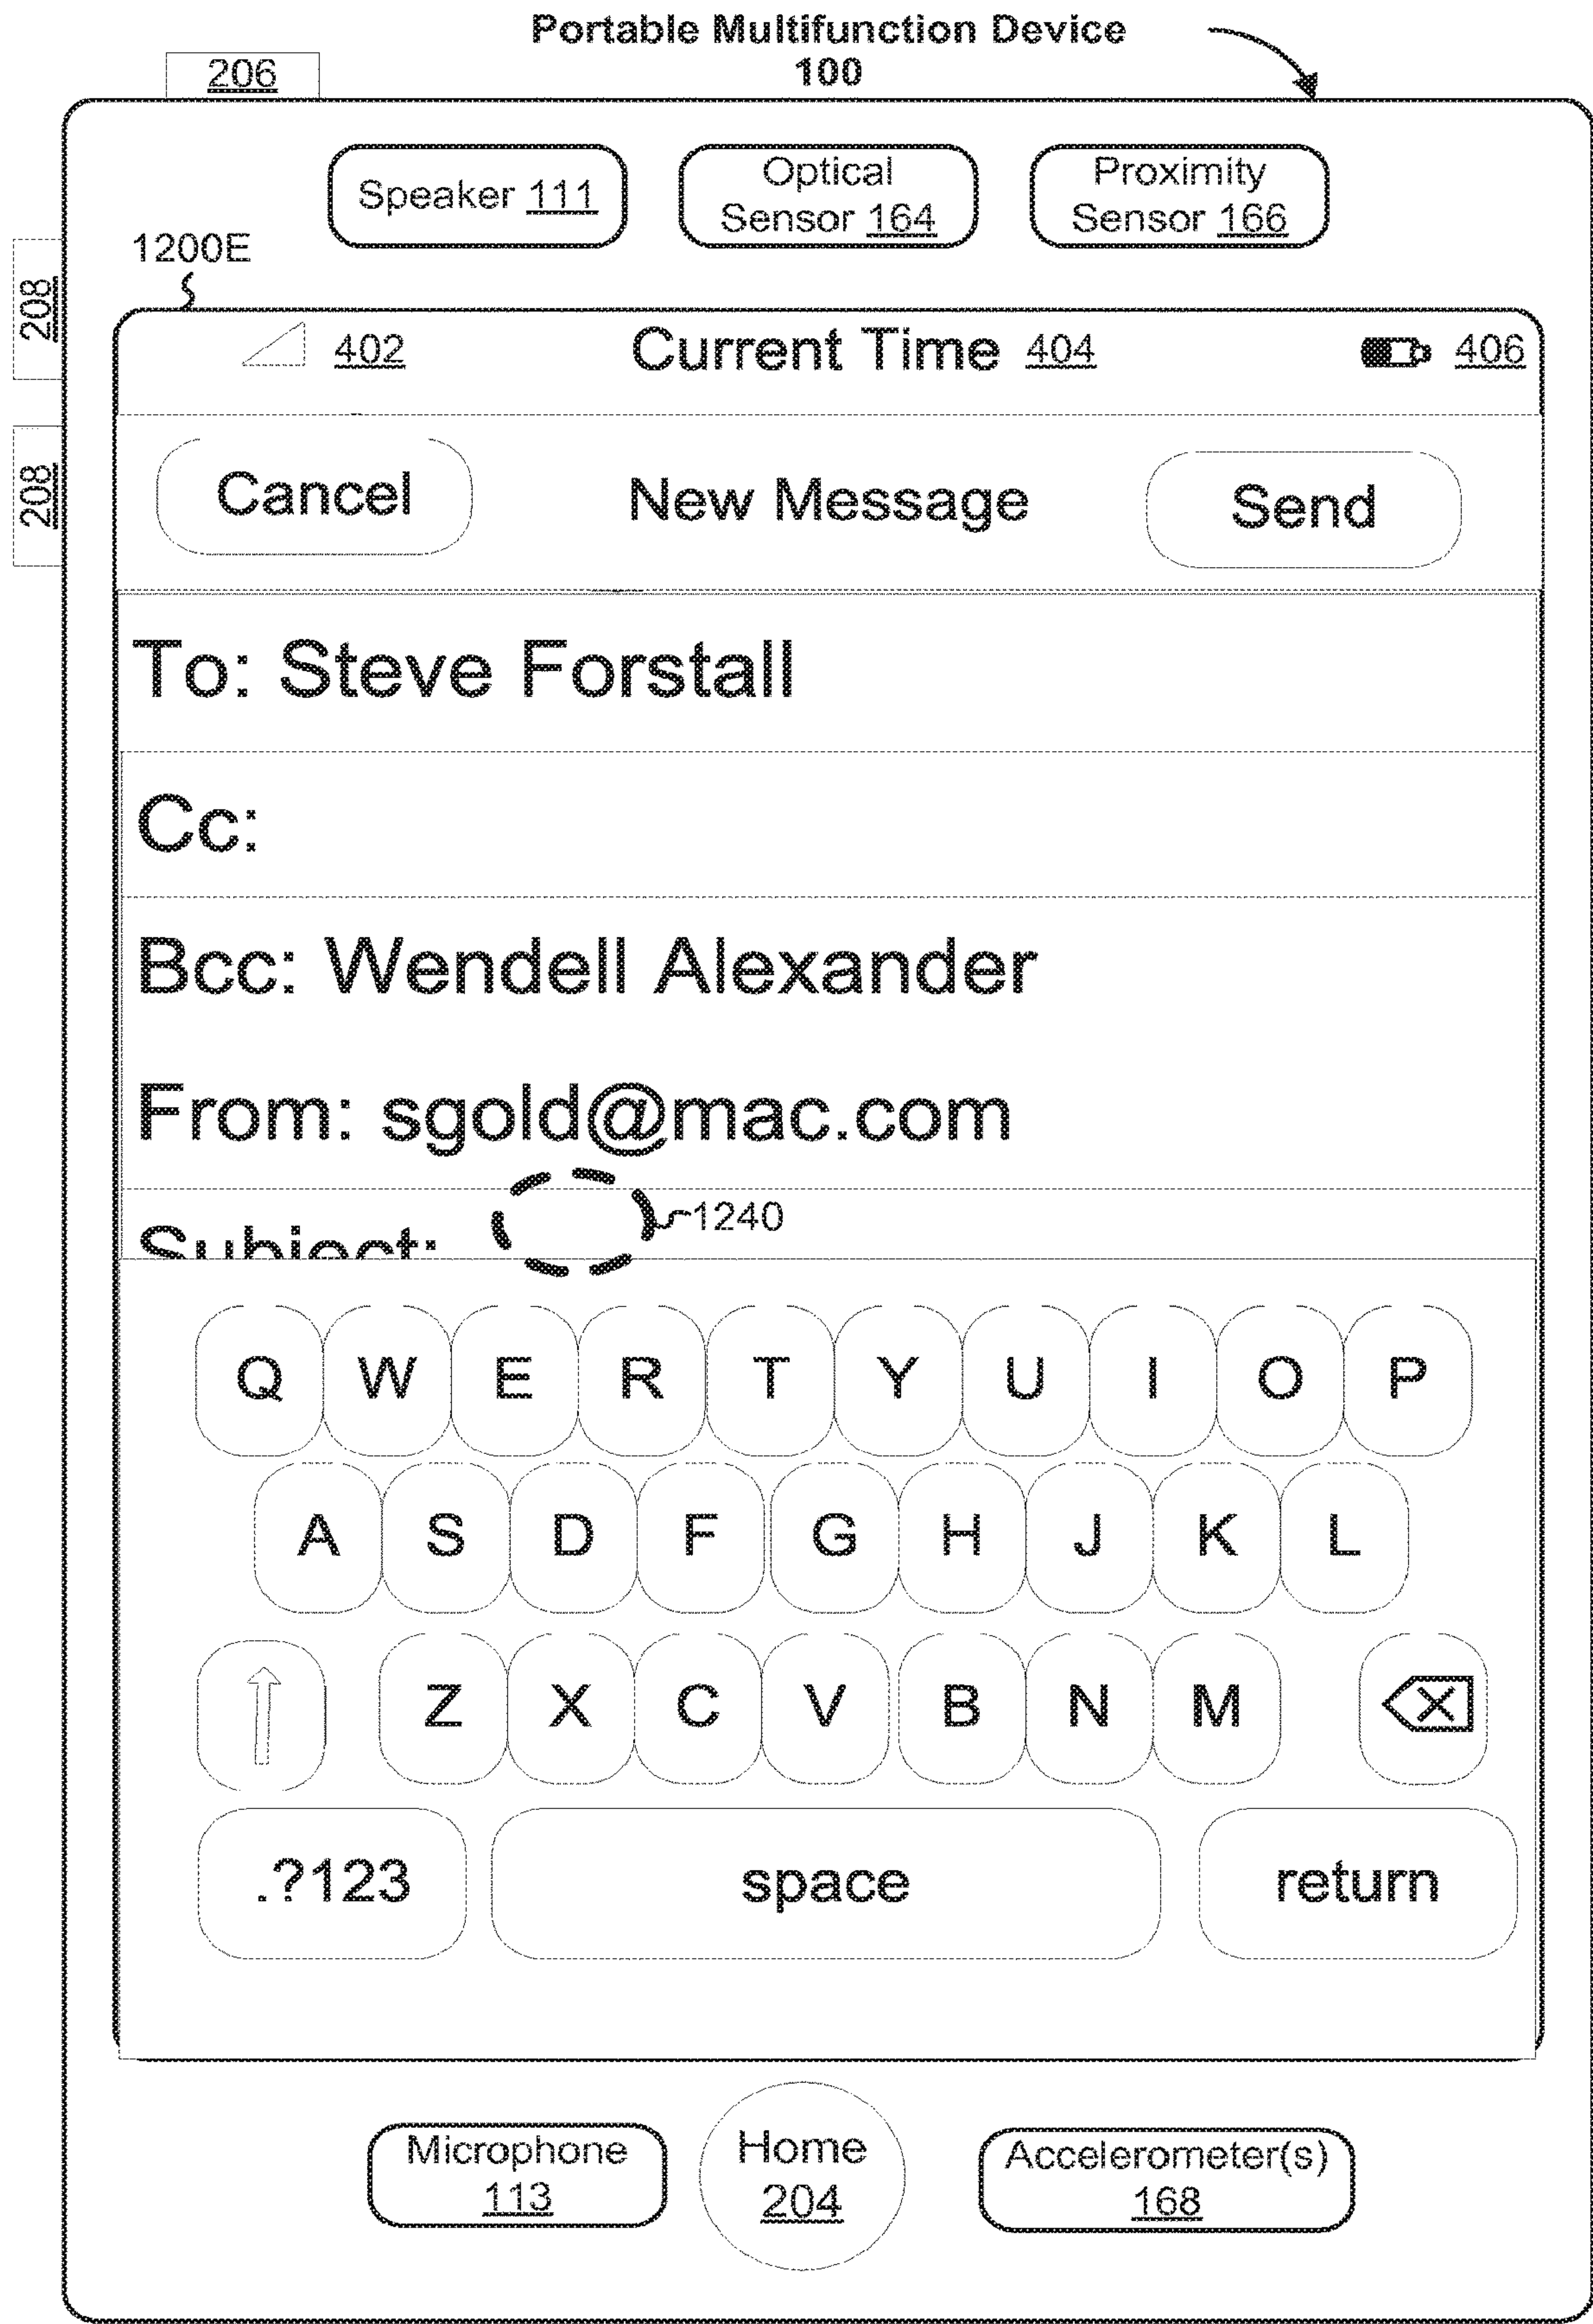 Portable Multifunction Device
100
206
Speaker 111
Optical
Sensor 164
Proximity
Sensor 166
1200E
208
208
402
Current Time 404
406
Cancel
New Message
Send
To: Steve Forstall
Cc:
Bcc: Wendell Alexander
From: sgold@mac.com
Subject:
1240
Q W E R T Y U I O P
A S D F G H J K L
Z X C V B N M
.?123
space
return
Microphone
113
Home
204
Accelerometer(s)
168